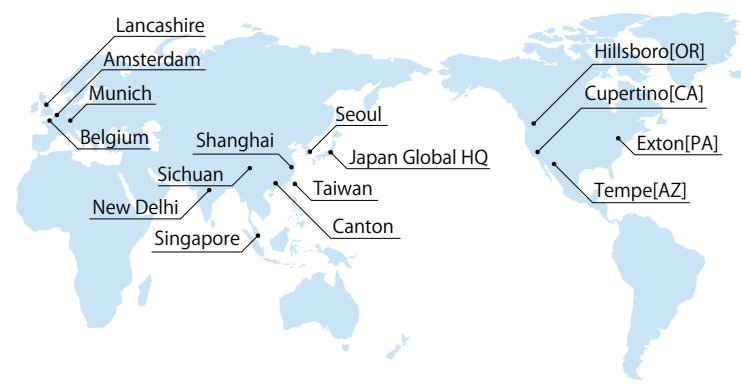 Lancashire
Amsterdam
Munich
Belgium
Shanghai
Sichuan
New Delhi
Singapore
Seoul
Japan Global HQ
Taiwan
Canton
Hillsboro[OR]
Cupertino[CA]
Exton[PA]
Tempe[AZ]